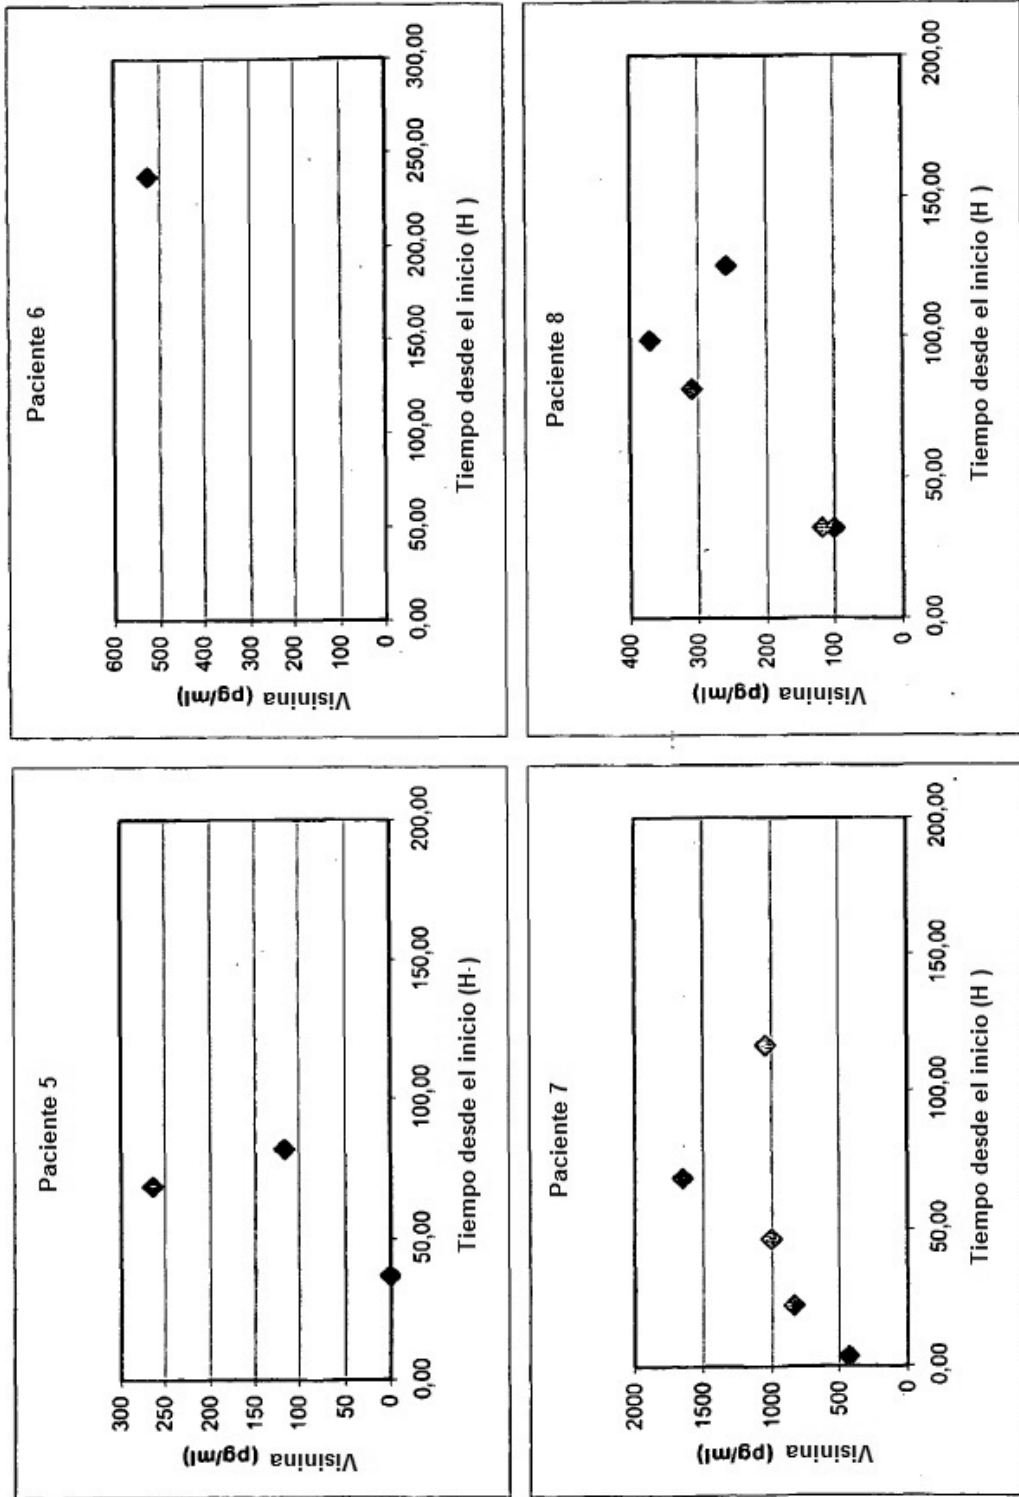 Paciente 5
300
250
200
150
100
50
0
Visinina (pg/ml)
0,00 50,00 100,00 150,00 200,00
Tiempo desde el inicio (H-)
Paciente 6
600
500
400
300
200
100
0
Visinina (pg/ml)
0,00 50,00 100,00 150,00 200,00 250,00 300,00
Tiempo desde el inicio (H )
Paciente 7
2000
1500
1000
500
0
Visinina (pg/ml)
0,00 50,00 100,00 150,00 200,00
Tiempo desde el inicio (H )
Paciente 8
400
300
200
100
0
Visinina (pg/ml)
0,00 50,00 100,00 150,00 200,00
Tiempo desde el inicio (H )